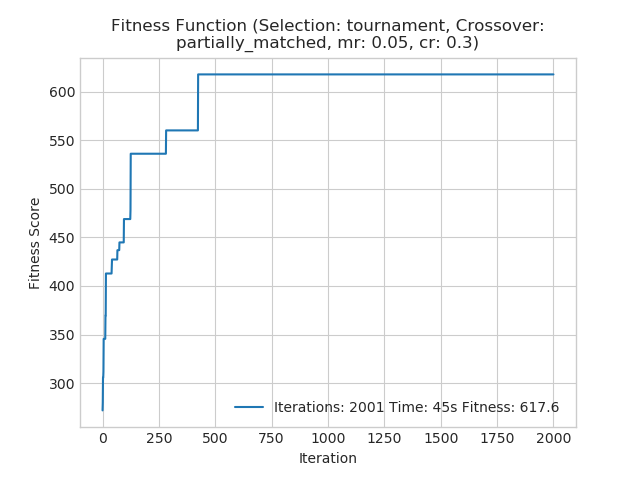 Fitness Function (Selection: tournament, Crossover:
partially_matched, mr: 0.05, cr: 0.3)
600
550
500
450
400
350
300
Fitness Score
Iterations: 2001 Time: 45s Fitness: 617.6
0 250 500 750 1000 1250 1500 1750 2000
Iteration